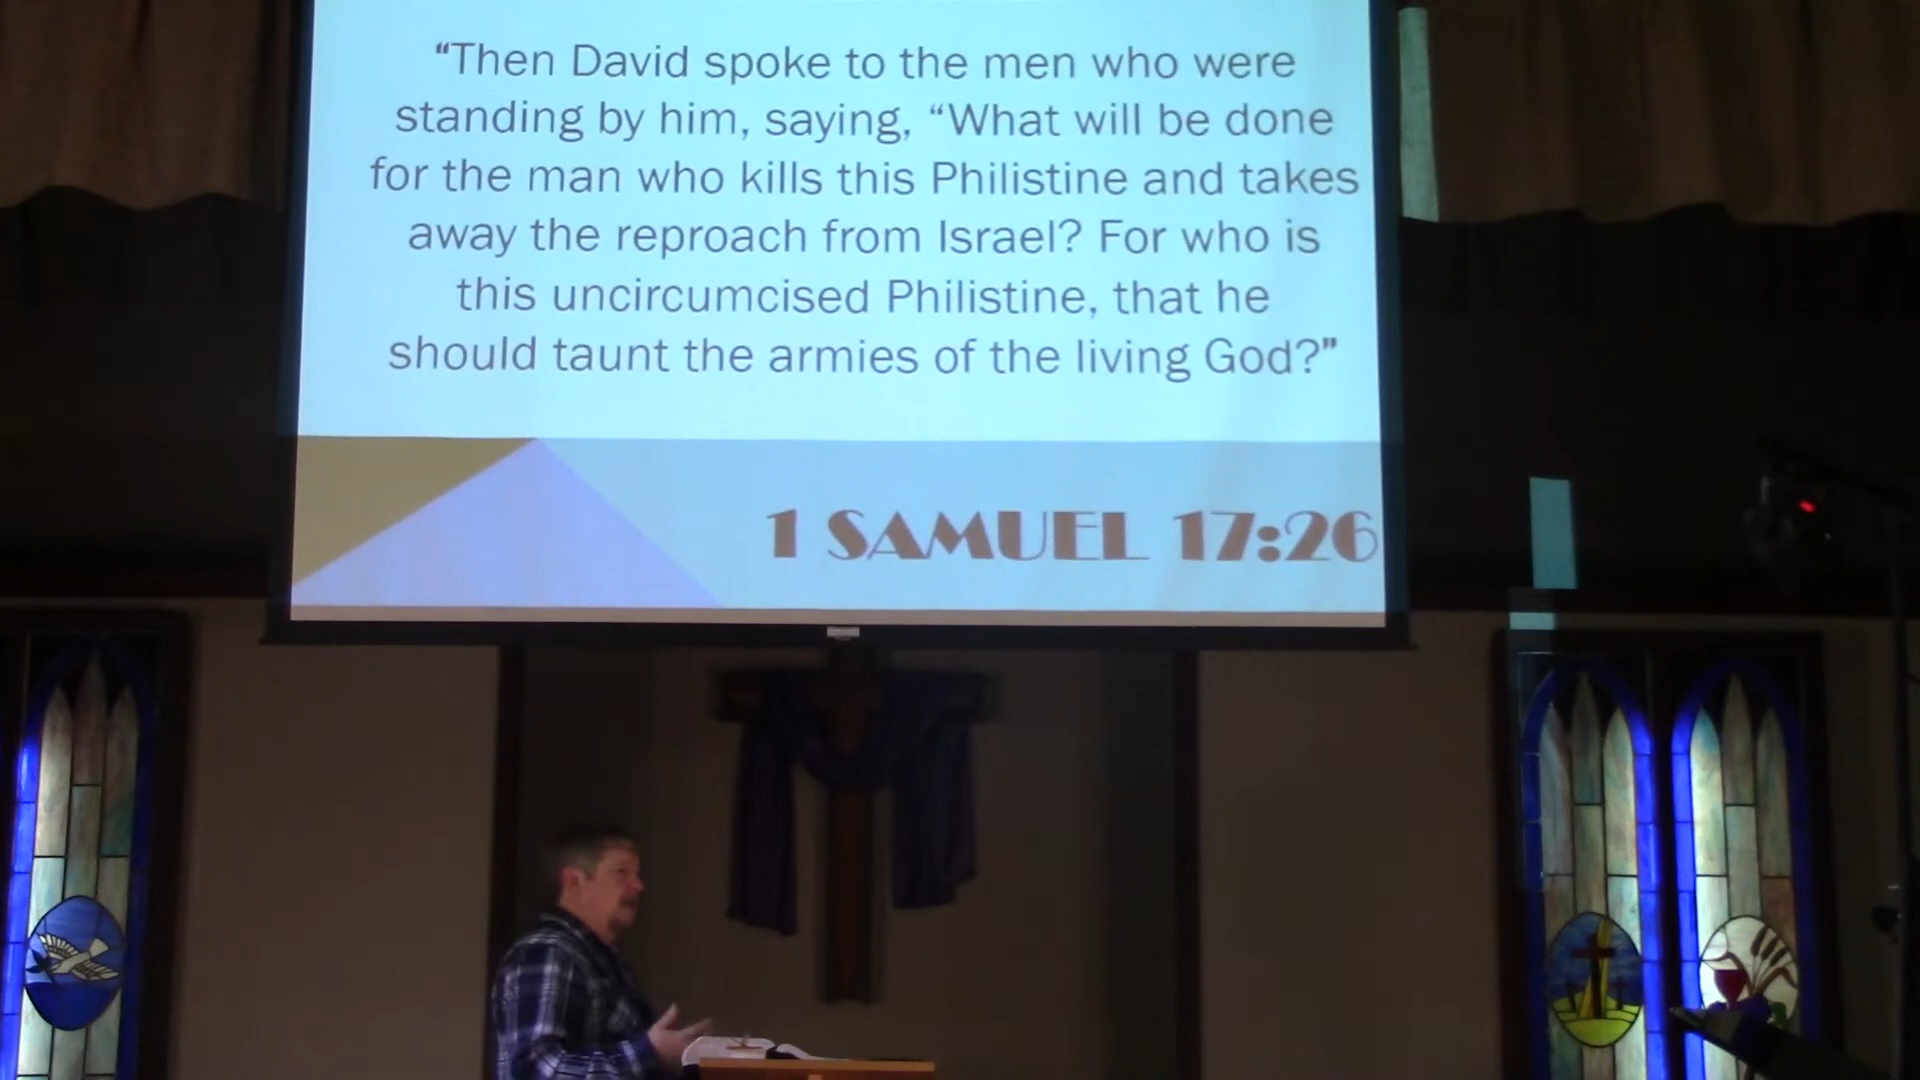 “Then David spoke to the men who were
standing by him, saying, “What will be done
for the man who kills this Philistine and takes
away the reproach from Israel? For who is
this uncircumcised Philistine, that he
should taunt the armies of the living God?”
1 SAMUEL 17:26